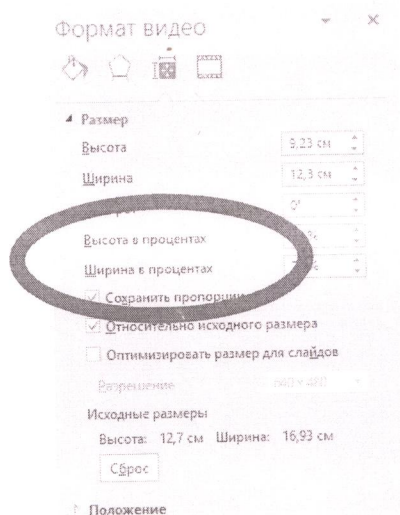 Формат видео
Размер
Высота 9,23 см
Ширина 12,3 см
0°
Высота в процентах %
Ширина в процентах %
Сохранить пропорции
Относительно исходного размера
Оптимизировать размер для слайдов
Разрешение 640 x 480
Исходные размеры
Высота: 12,7 см Ширина: 16,93 см
Сброс
Положение